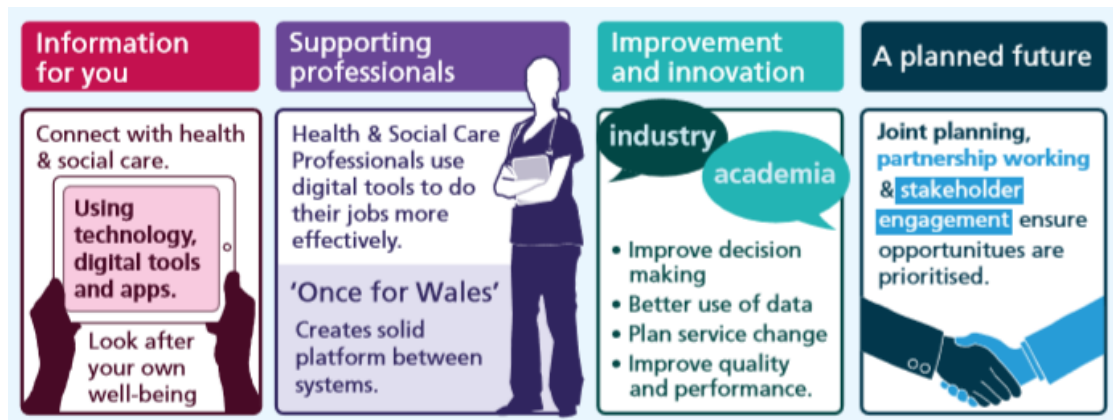 Information
for you
Connect with health
& social care.
Using
technology,
digital tools
and apps.
Look after
your own
well-being
Supporting
professionals
Health & Social Care
Professionals use
digital tools to do
their jobs more
effectively.
'Once for Wales'
Creates solid
platform between
systems.
Improvement
and innovation
industry
academia
• Improve decision
making
• Better use of data
• Plan service change
• Improve quality
and performance.
A planned future
Joint planning,
partnership working
& stakeholder
engagement ensure
opportunitues are
prioritised.